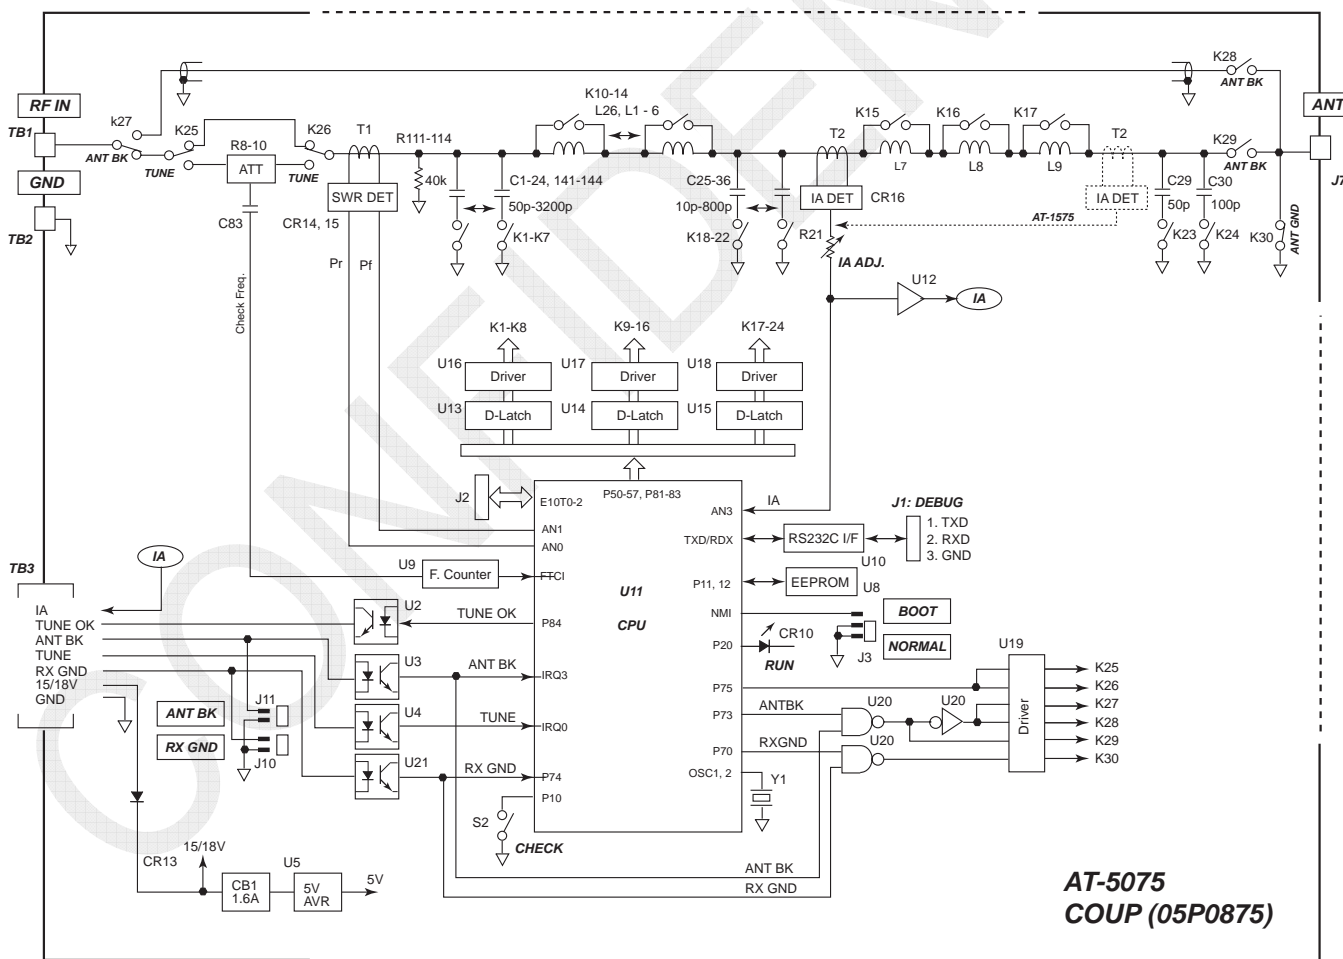 K28
ANT BK
K10-14
L26, L1 - 6
RF IN
TB1
k27
K25
K26
T1
R111-114
K15
K16
K17
T2
T2
ANT
K29
ANT BK
J7
ANT BK
R8-10
ATT
TUNE
TUNE
GND
TB2
C83
SWR DET
CR14, 15
40k
C1-24, 141-144
50p-3200p
K1-K7
C25-36
10p-800p
K18-22
IA DET
CR16
L7
L8
L9
IA DET
AT-1575
C29
50p
C30
100p
K23
K24
K30
ANT GND
R21
IA ADJ.
Pr
Pf
Check Freq.
U12
IA
K1-K8
K9-16
K17-24
U16
Driver
U17
Driver
U18
Driver
U13
D-Latch
U14
D-Latch
U15
D-Latch
J2
E10T0-2
P50-57, P81-83
AN3
IA
J1: DEBUG
AN1
AN0
TXD/RDX
RS232C I/F
U10
1. TXD
2. RXD
3. GND
IA
TB3
U9
F. Counter
FTCI
U11
CPU
P11, 12
EEPROM
U8
IA
TUNE OK
ANT BK
TUNE
RX GND
15/18V
GND
U2
TUNE OK
P84
NMI
BOOT
P20
CR10
RUN
J3
NORMAL
U3
ANT BK
IRQ3
U19
P75
K25
K26
K27
K28
K29
K30
Driver
J11
ANT BK
RX GND
J10
U4
TUNE
IRQ0
P73
ANTBK
U20
U20
P70
RXGND
U20
U21
RX GND
P74
OSC1, 2
Y1
P10
S2
CHECK
15/18V
CR13
CB1
1.6A
U5
5V
AVR
5V
ANT BK
RX GND
AT-5075
COUP (05P0875)
CONFIDEN